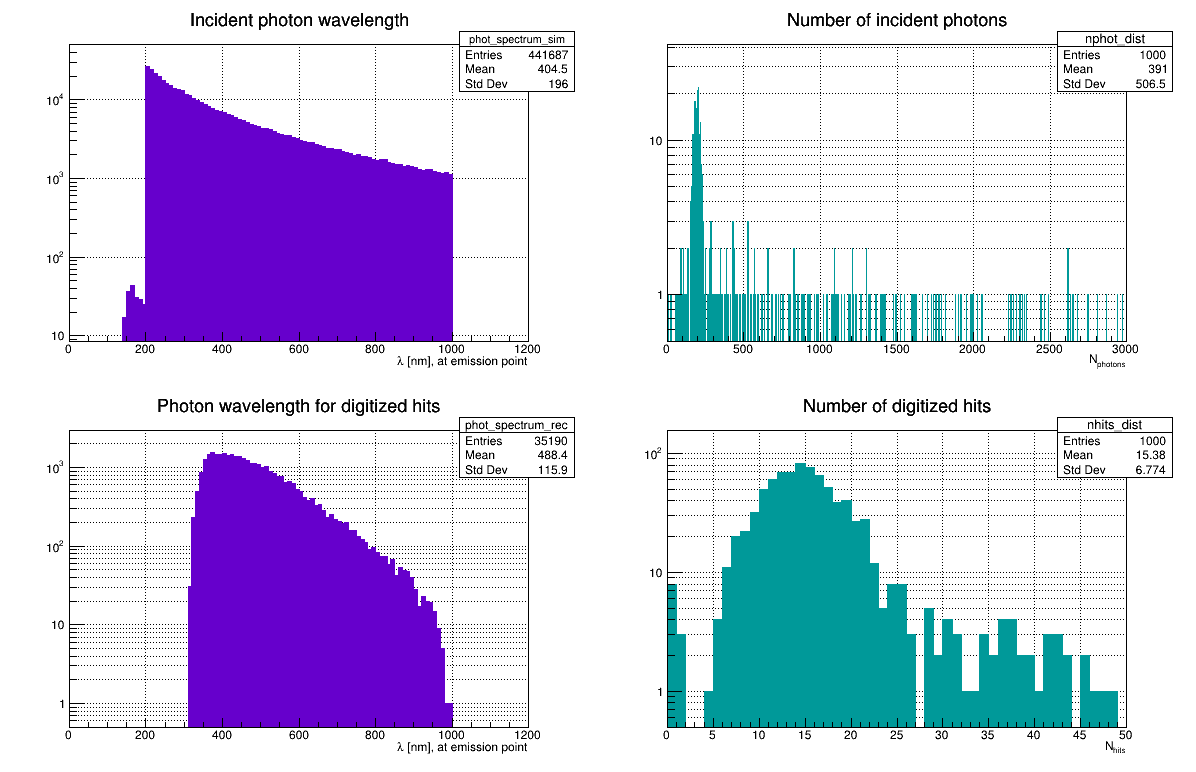 Incident photon wavelength
phot_spectrum_sim
Entries 441687
Mean 404.5
Std Dev 196
10⁴
10³
10²
10
0 200 400 600 800 1000 1200
λ [nm], at emission point
Number of incident photons
nphot_dist
Entries 1000
Mean 391
Std Dev 506.5
10
1
0 500 1000 1500 2000 2500 3000
N_photons
Photon wavelength for digitized hits
phot_spectrum_rec
Entries 35190
Mean 488.4
Std Dev 115.9
10³
10²
10
1
0 200 400 600 800 1000 1200
λ [nm], at emission point
Number of digitized hits
nhits_dist
Entries 1000
Mean 15.38
Std Dev 6.774
10²
10
1
0 5 10 15 20 25 30 35 40 45 50
N_hits